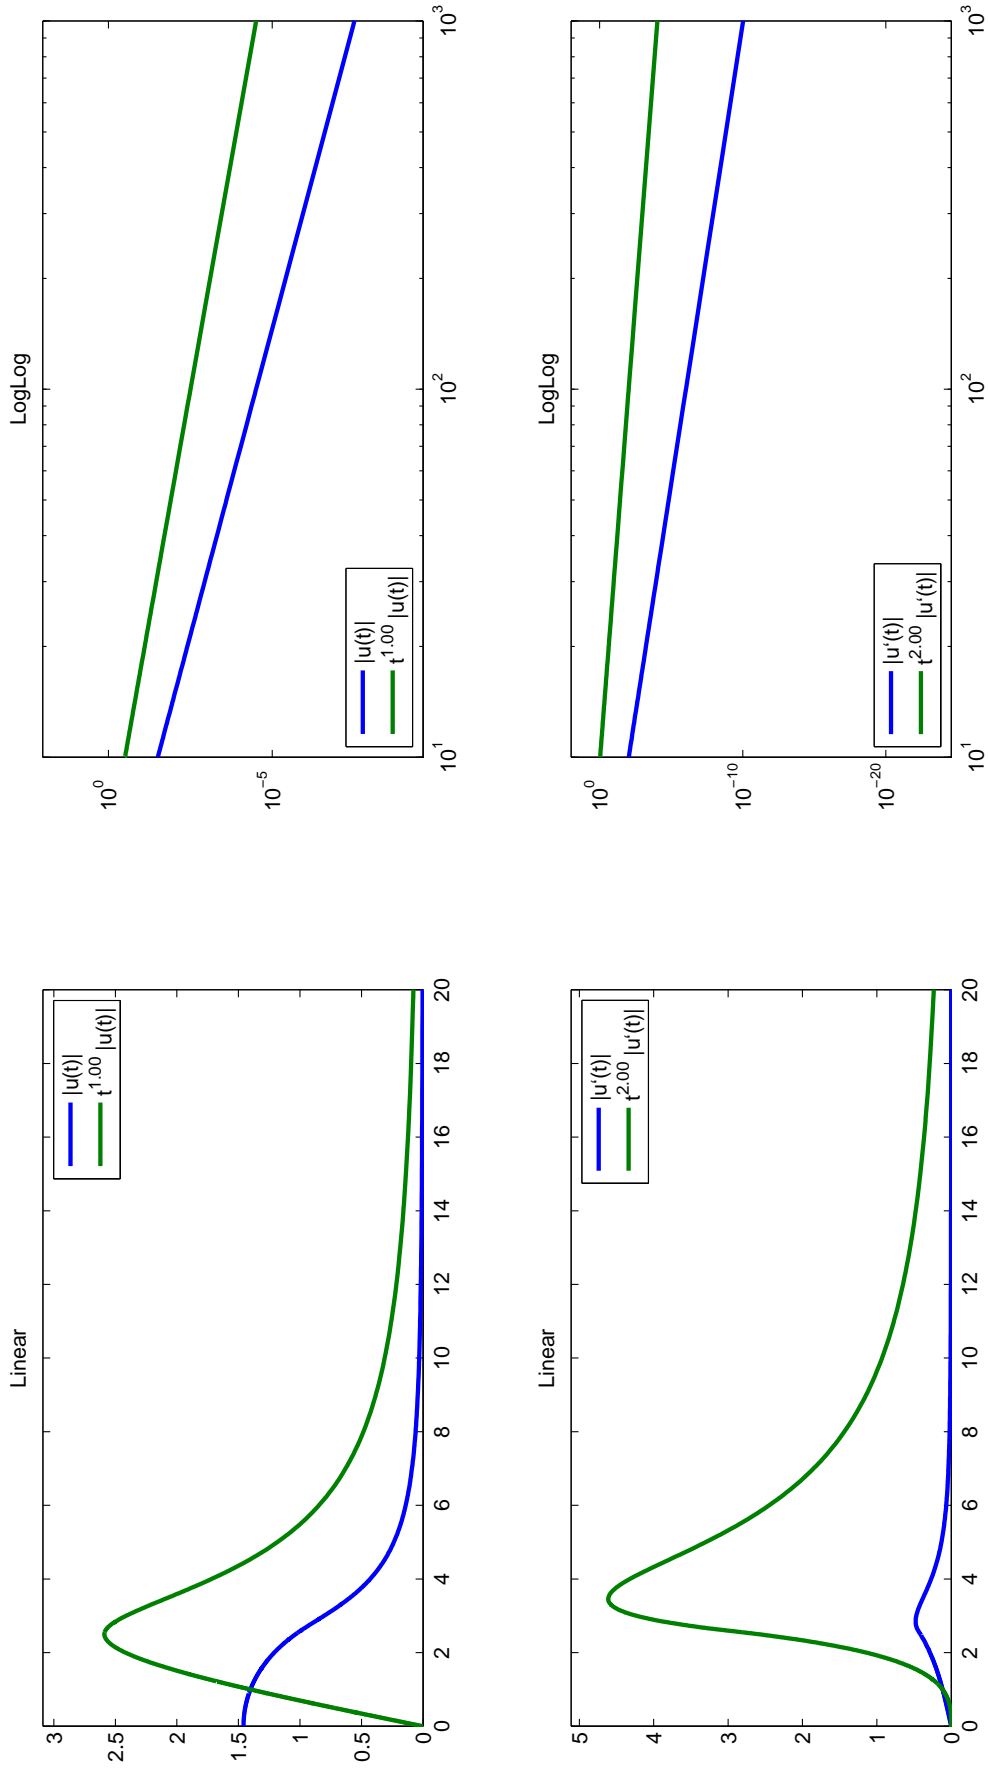 Linear
3
2.5
2
1.5
1
0.5
0
0 2 4 6 8 10 12 14 16 18 20
|u(t)|
t^1.00 |u(t)|
LogLog
10^0
10^−5
10^1 10^2 10^3
|u(t)|
t^1.00 |u(t)|
Linear
5
4
3
2
1
0
0 2 4 6 8 10 12 14 16 18 20
|u‘(t)|
t^2.00 |u‘(t)|
LogLog
10^0
10^−10
10^−20
10^1 10^2 10^3
|u‘(t)|
t^2.00 |u‘(t)|